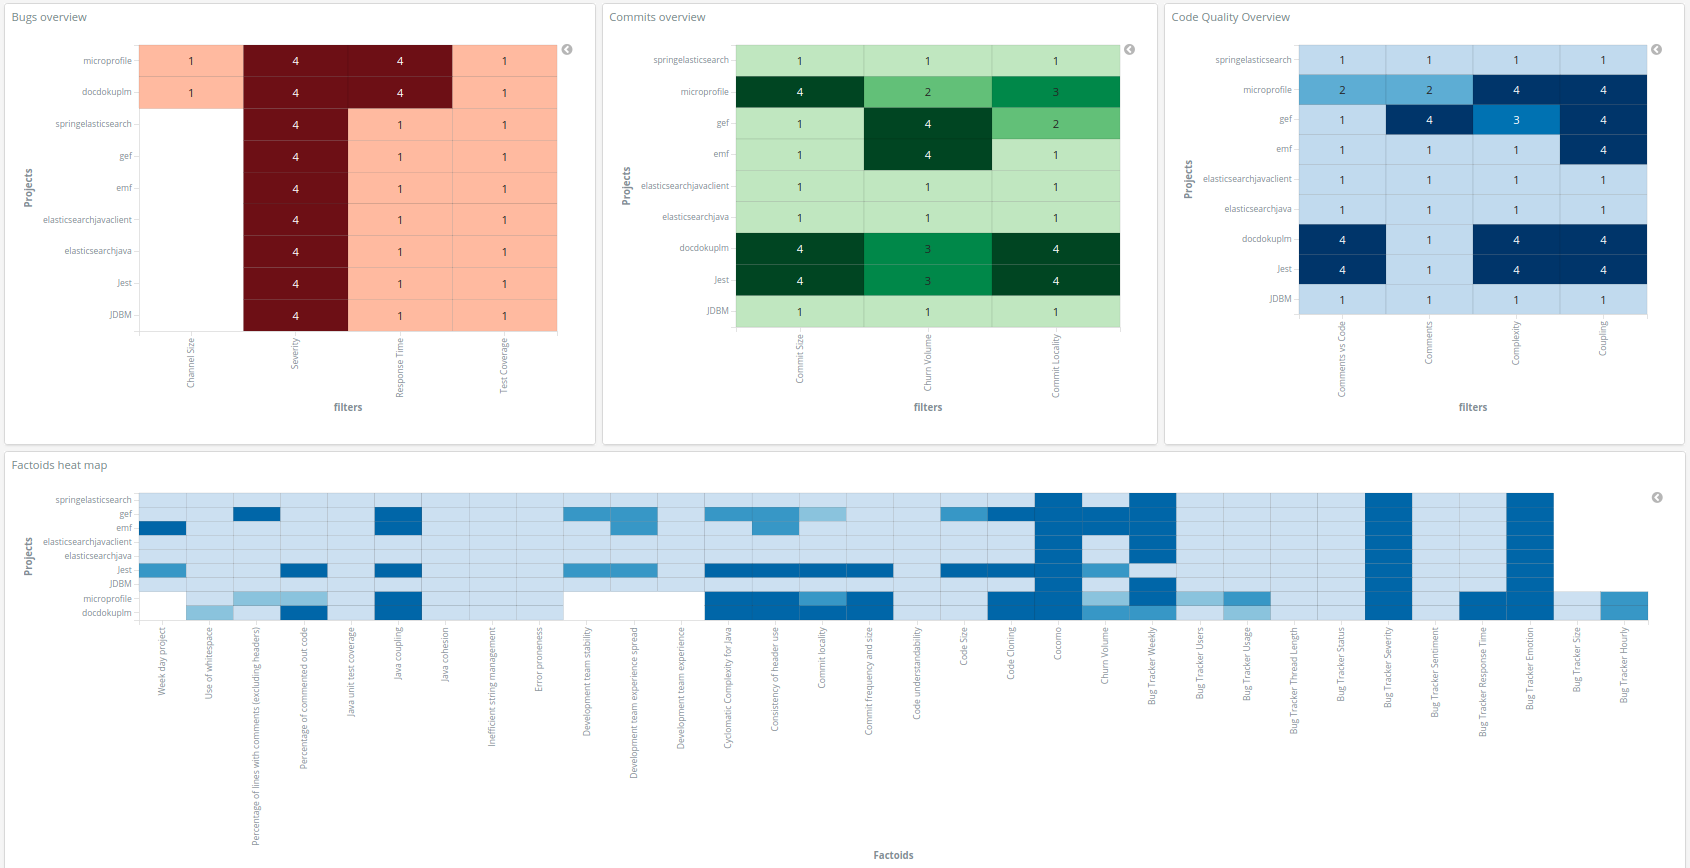 Bugs overview
Projects
microprofile 1 4 4 1
docdokuplm 1 4 4 1
springelasticsearch 4 1 1
gef 4 1 1
emf 4 1 1
elasticsearchjavaclient 4 1 1
elasticsearchjava 4 1 1
Jest 4 1 1
JDBM 4 1 1
Channel Size
Severity
Response Time
Test Coverage
filters
Commits overview
Projects
springelasticsearch 1 1 1
microprofile 4 2 3
gef 1 4 2
emf 1 4 1
elasticsearchjavaclient 1 1 1
elasticsearchjava 1 1 1
docdokuplm 4 3 4
Jest 4 3 4
JDBM 1 1 1
Commit Size
Churn Volume
Commit Locality
filters
Code Quality Overview
Projects
springelasticsearch 1 1 1 1
microprofile 2 2 4 4
gef 1 4 3 4
emf 1 1 1 4
elasticsearchjavaclient 1 1 1 1
elasticsearchjava 1 1 1 1
docdokuplm 4 1 4 4
Jest 4 1 4 4
JDBM 1 1 1 1
Comments vs Code
Comments
Complexity
Coupling
filters
Factoids heat map
Projects
springelasticsearch
gef
emf
elasticsearchjavaclient
elasticsearchjava
Jest
JDBM
microprofile
docdokuplm
Week day project
Use of whitespace
Percentage of lines with comments (excluding headers)
Percentage of commented out code
Java unit test coverage
Java coupling
Java cohesion
Inefficient string management
Error proneness
Development team stability
Development team experience spread
Development team experience
Cyclomatic Complexity for Java
Consistency of header use
Commit locality
Commit frequency and size
Code understandability
Code Size
Code Cloning
Cocomo
Churn Volume
Bug Tracker Weekly
Bug Tracker Users
Bug Tracker Usage
Bug Tracker Thread Length
Bug Tracker Status
Bug Tracker Severity
Bug Tracker Sentiment
Bug Tracker Response Time
Bug Tracker Emotion
Bug Tracker Size
Bug Tracker Hourly
Factoids